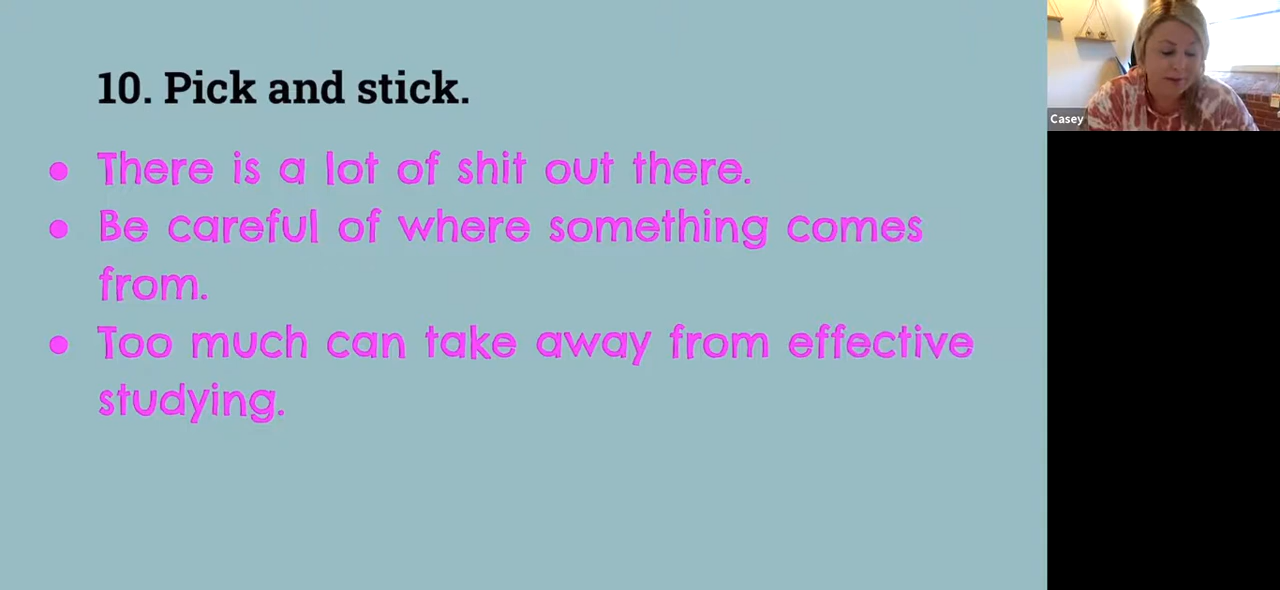 10. Pick and stick.
Casey
● There is a lot of shit out there.
● Be careful of where something comes
from.
● Too much can take away from effective
studying.